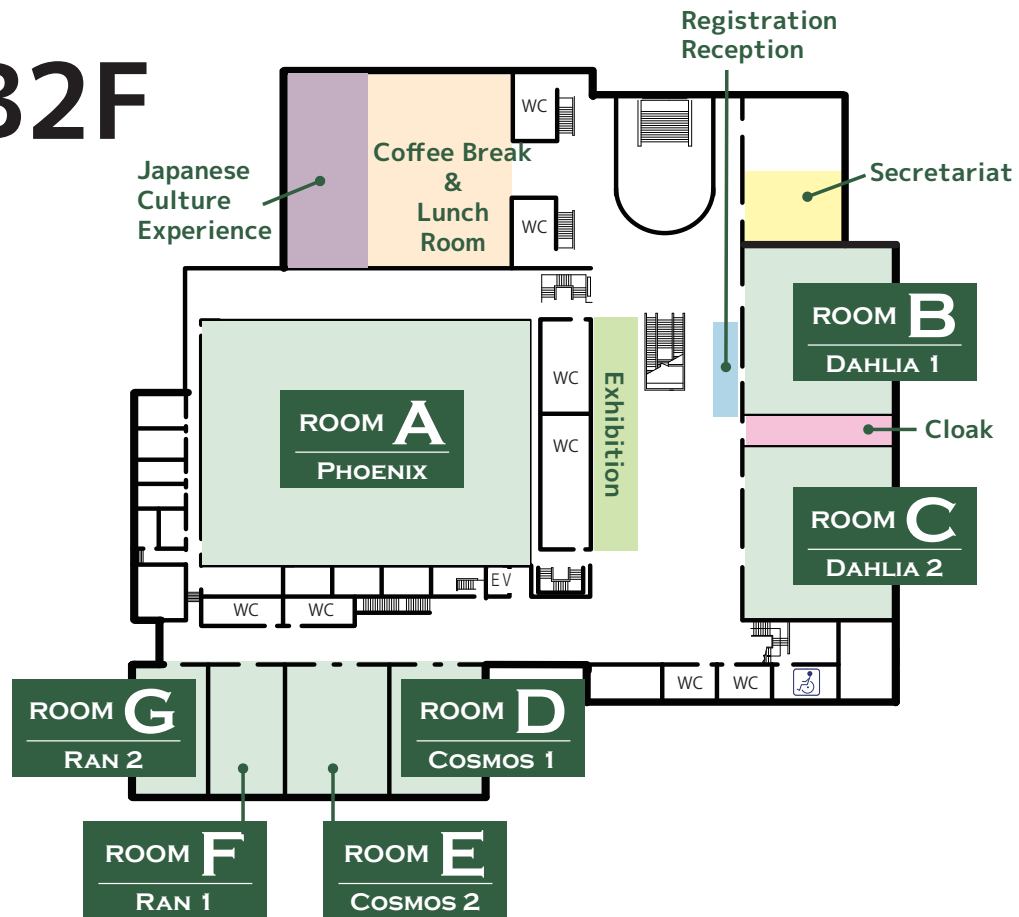 B2F
Registration
Reception
WC
Coffee Break
&
Lunch
Room
Japanese
Culture
Experience
Secretariat
WC
ROOM B
DAHLIA 1
WC
Exhibition
ROOM A
PHOENIX
Cloak
WC
ROOM C
DAHLIA 2
EV
WC
WC
WC
WC
ROOM G
RAN 2
ROOM D
COSMOS 1
ROOM F
RAN 1
ROOM E
COSMOS 2